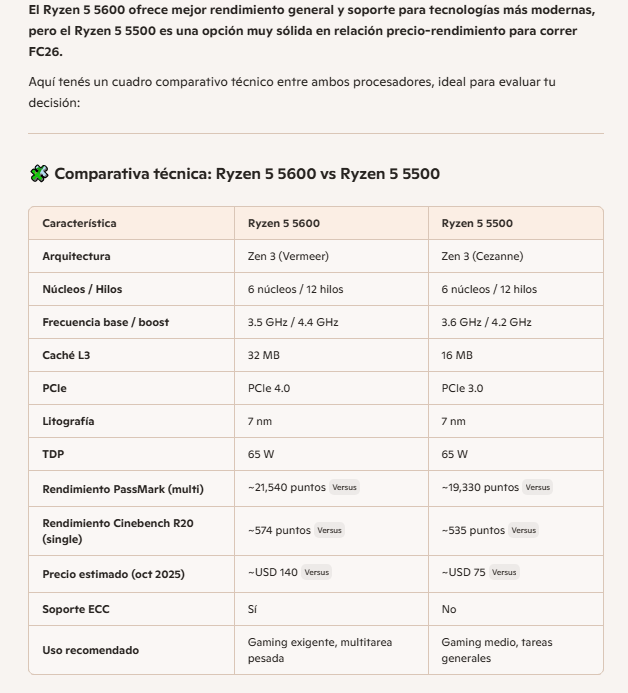 El Ryzen 5 5600 ofrece mejor rendimiento general y soporte para tecnologías más modernas,
pero el Ryzen 5 5500 es una opción muy sólida en relación precio-rendimiento para correr
FC26.
Aquí tenés un cuadro comparativo técnico entre ambos procesadores, ideal para evaluar tu
decisión:
Comparativa técnica: Ryzen 5 5600 vs Ryzen 5 5500
Característica Ryzen 5 5600 Ryzen 5 5500
Arquitectura Zen 3 (Vermeer) Zen 3 (Cezanne)
Núcleos / Hilos 6 núcleos / 12 hilos 6 núcleos / 12 hilos
Frecuencia base / boost 3.5 GHz / 4.4 GHz 3.6 GHz / 4.2 GHz
Caché L3 32 MB 16 MB
PCIe PCIe 4.0 PCIe 3.0
Litografía 7 nm 7 nm
TDP 65 W 65 W
Rendimiento PassMark (multi) ~21,540 puntos Versus ~19,330 puntos Versus
Rendimiento Cinebench R20
(single) ~574 puntos Versus ~535 puntos Versus
Precio estimado (oct 2025) ~USD 140 Versus ~USD 75 Versus
Soporte ECC Sí No
Uso recomendado Gaming exigente, multitarea
pesada Gaming medio, tareas
generales